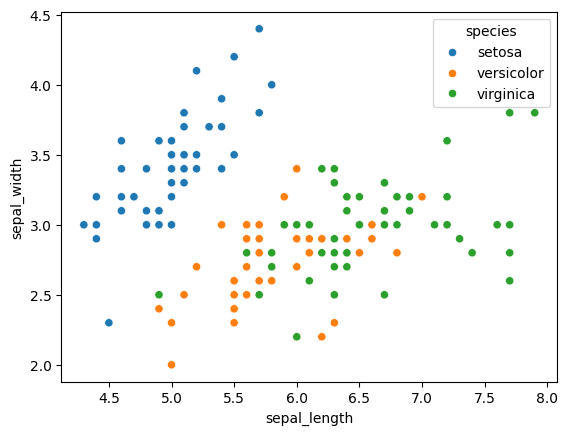 species
setosa
versicolor
virginica
4.5
4.0
3.5
3.0
2.5
2.0
sepal_width
4.5 5.0 5.5 6.0 6.5 7.0 7.5 8.0
sepal_length